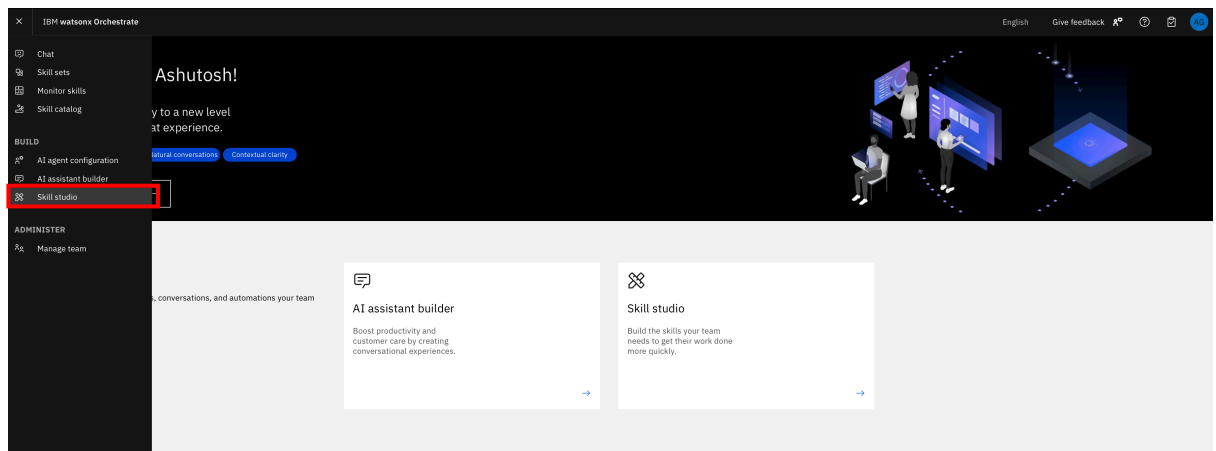 IBM watsonx Orchestrate
English
Give feedback
AG
Chat
Skill sets
Monitor skills
Skill catalog
BUILD
AI agent configuration
AI assistant builder
Skill studio
ADMINISTER
Manage team
Ashutosh!
y to a new level
at experience.
atural conversations
Contextual clarity
s, conversations, and automations your team
AI assistant builder
Boost productivity and
customer care by creating
conversational experiences.
Skill studio
Build the skills your team
needs to get their work done
more quickly.